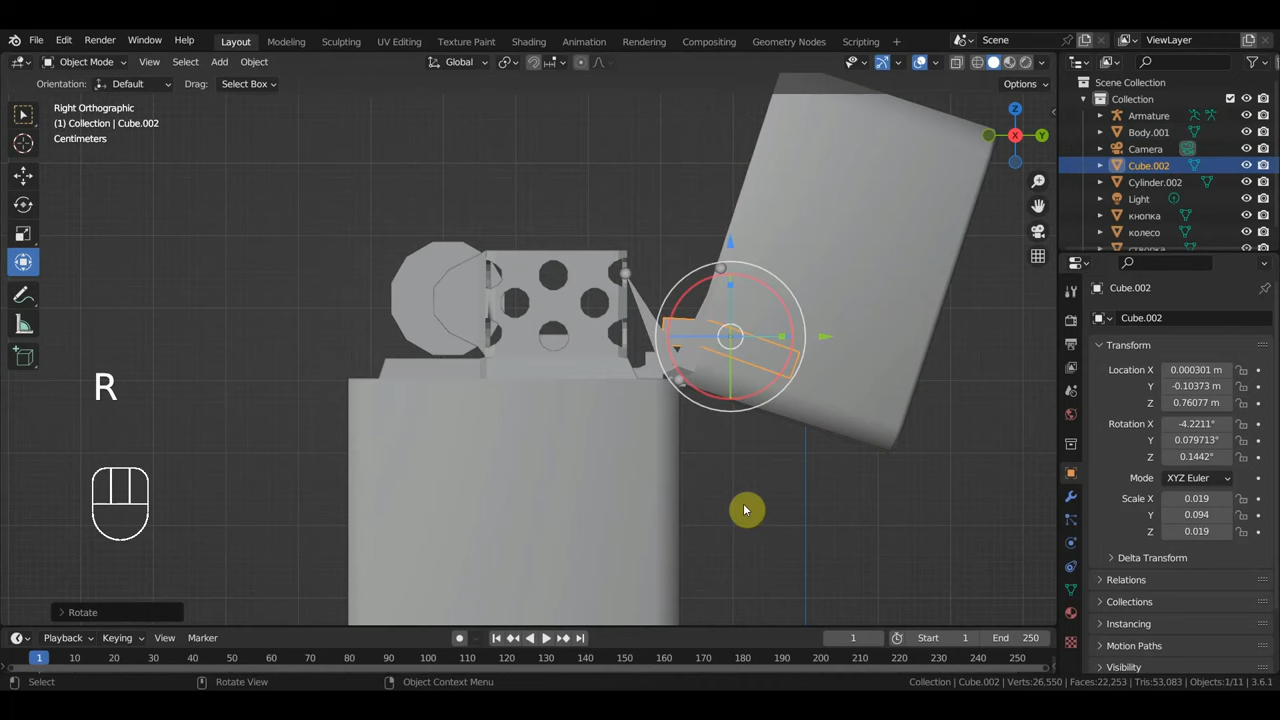 File Edit Render Window Help Layout Modeling Sculpting UV Editing Texture Paint Shading Animation Rendering Compositing Geometry Nodes Scripting + Scene ViewLayer
Object Mode View Select Add Object Global
Orientation: Default Drag: Select Box Options
Right Orthographic
(1) Collection | Cube.002
Centimeters
Z
Y
X
R
Scene Collection
Collection
Armature
Body.001
Camera
Cube.002
Cylinder.002
Light
кнопка
колесо
Cube.002
Cube.002
Transform
Location X 0.000301 m
Y -0.10373 m
Z 0.76077 m
Rotation X -4.2211°
Y 0.079713°
Z 0.1442°
Mode XYZ Euler
Scale X 0.019
Y 0.094
Z 0.019
Delta Transform
Relations
Collections
Instancing
Motion Paths
Visibility
Rotate
Playback Keying View Marker 1 Start 1 End 250
1 10 20 30 40 50 60 70 80 90 100 110 120 130 140 150 160 170 180 190 200 210 220 230 240 250
Select Rotate View Object Context Menu Collection | Cube.002 | Verts:26,550 | Faces:22,253 | Tris:53,083 | Objects:1/11 | 3.6.1